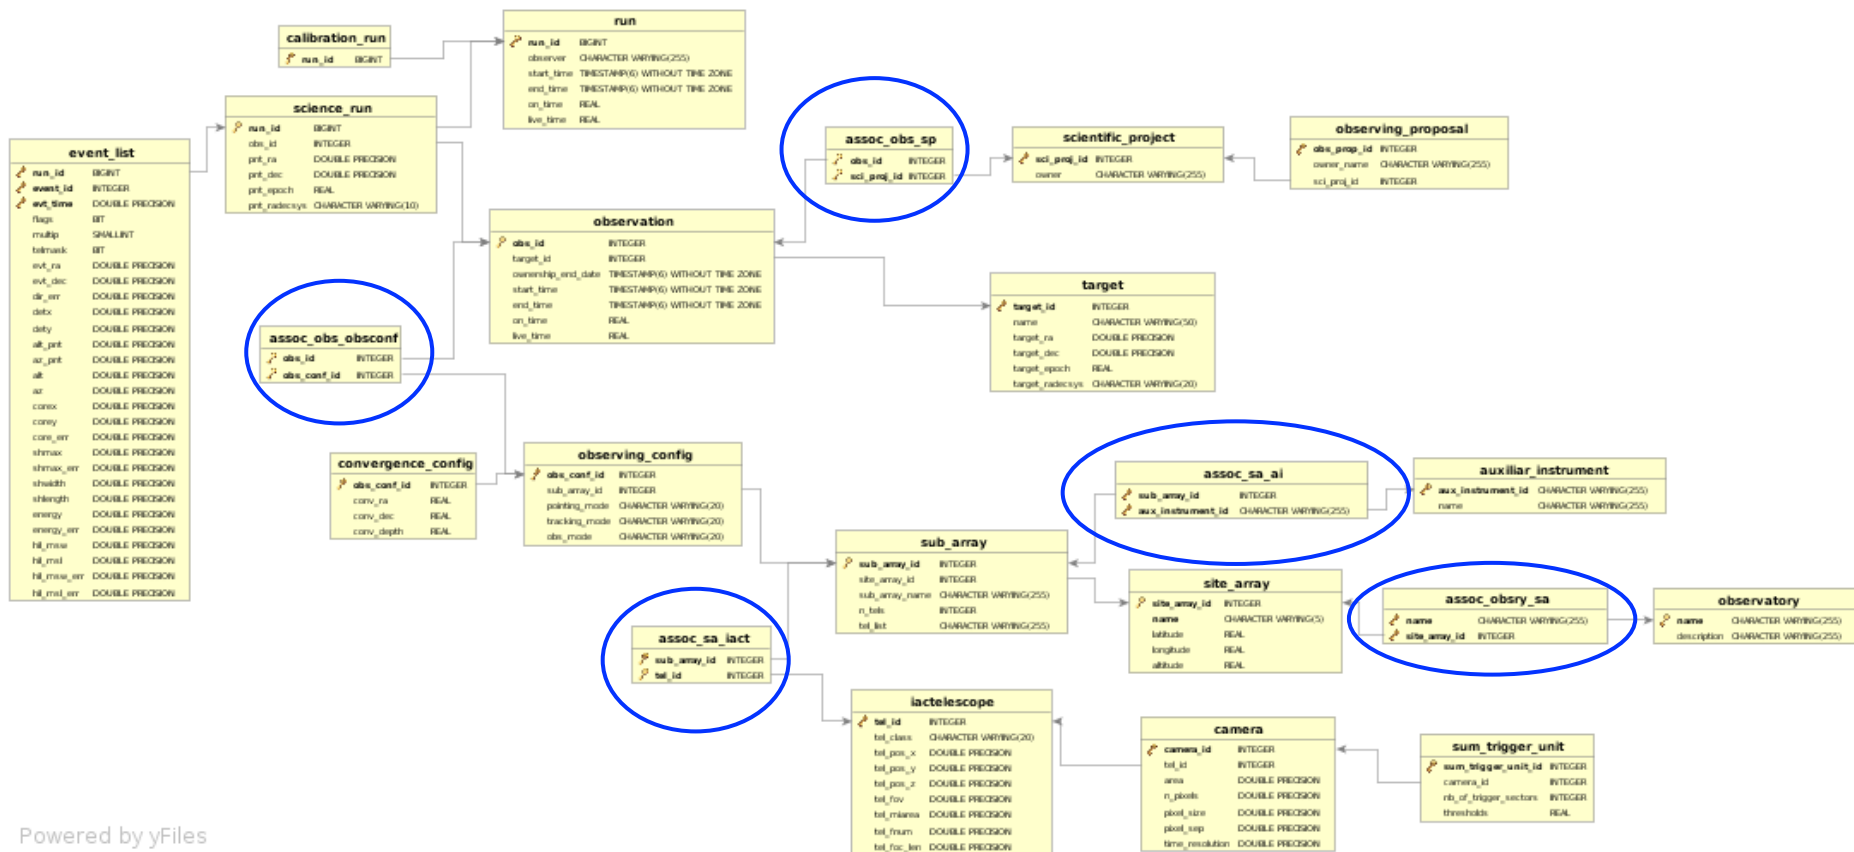 calibration_run
run_id BIGINT
run
run_id BIGINT
observer CHARACTER VARYING(255)
start_time TIMESTAMP(6) WITHOUT TIME ZONE
end_time TIMESTAMP(6) WITHOUT TIME ZONE
on_time REAL
live_time REAL
science_run
run_id BIGINT
obs_id INTEGER
pnt_ra DOUBLE PRECISION
pnt_dec DOUBLE PRECISION
pnt_epoch REAL
pnt_radecsys CHARACTER VARYING(10)
event_list
run_id BIGINT
event_id INTEGER
evt_time DOUBLE PRECISION
flags BIT
multip SMALLINT
telmask BIT
evt_ra DOUBLE PRECISION
evt_dec DOUBLE PRECISION
dir_err DOUBLE PRECISION
detx DOUBLE PRECISION
dety DOUBLE PRECISION
alt_pnt DOUBLE PRECISION
az_pnt DOUBLE PRECISION
alt DOUBLE PRECISION
az DOUBLE PRECISION
corex DOUBLE PRECISION
corey DOUBLE PRECISION
core_err DOUBLE PRECISION
shmax DOUBLE PRECISION
shmax_err DOUBLE PRECISION
shwidth DOUBLE PRECISION
shlength DOUBLE PRECISION
energy DOUBLE PRECISION
energy_err DOUBLE PRECISION
hil_msw DOUBLE PRECISION
hil_msl DOUBLE PRECISION
hil_msw_err DOUBLE PRECISION
hil_msl_err DOUBLE PRECISION
assoc_obs_sp
obs_id INTEGER
sci_proj_id INTEGER
scientific_project
sci_proj_id INTEGER
owner CHARACTER VARYING(255)
observing_proposal
obs_prop_id INTEGER
owner_name CHARACTER VARYING(255)
sci_proj_id INTEGER
observation
obs_id INTEGER
target_id INTEGER
ownership_end_date TIMESTAMP(6) WITHOUT TIME ZONE
start_time TIMESTAMP(6) WITHOUT TIME ZONE
end_time TIMESTAMP(6) WITHOUT TIME ZONE
on_time REAL
live_time REAL
target
target_id INTEGER
name CHARACTER VARYING(50)
target_ra DOUBLE PRECISION
target_dec DOUBLE PRECISION
target_epoch REAL
target_radecsys CHARACTER VARYING(20)
assoc_obs_obsconf
obs_id INTEGER
obs_conf_id INTEGER
convergence_config
obs_conf_id INTEGER
conv_ra REAL
conv_dec REAL
conv_depth REAL
observing_config
obs_conf_id INTEGER
sub_array_id INTEGER
pointing_mode CHARACTER VARYING(20)
tracking_mode CHARACTER VARYING(20)
obs_mode CHARACTER VARYING(20)
assoc_sa_ai
sub_array_id INTEGER
aux_instrument_id CHARACTER VARYING(255)
auxiliar_instrument
aux_instrument_id CHARACTER VARYING(255)
name CHARACTER VARYING(255)
sub_array
sub_array_id INTEGER
site_array_id INTEGER
sub_array_name CHARACTER VARYING(255)
n_tels INTEGER
tel_list CHARACTER VARYING(255)
site_array
site_array_id INTEGER
name CHARACTER VARYING(5)
latitude REAL
longitude REAL
altitude REAL
assoc_obsry_sa
name CHARACTER VARYING(255)
site_array_id INTEGER
observatory
name CHARACTER VARYING(255)
description CHARACTER VARYING(255)
assoc_sa_iact
sub_array_id INTEGER
tel_id INTEGER
iactelescope
tel_id INTEGER
tel_class CHARACTER VARYING(20)
tel_pos_x DOUBLE PRECISION
tel_pos_y DOUBLE PRECISION
tel_pos_z DOUBLE PRECISION
tel_fov DOUBLE PRECISION
tel_miarea DOUBLE PRECISION
tel_fnum DOUBLE PRECISION
tel_foc_len DOUBLE PRECISION
camera
camera_id INTEGER
tel_id INTEGER
area DOUBLE PRECISION
n_pixels DOUBLE PRECISION
pixel_size DOUBLE PRECISION
pixel_sep DOUBLE PRECISION
time_resolution DOUBLE PRECISION
sum_trigger_unit
sum_trigger_unit_id INTEGER
camera_id INTEGER
nb_of_trigger_sectors INTEGER
thresholds REAL
Powered by yFiles